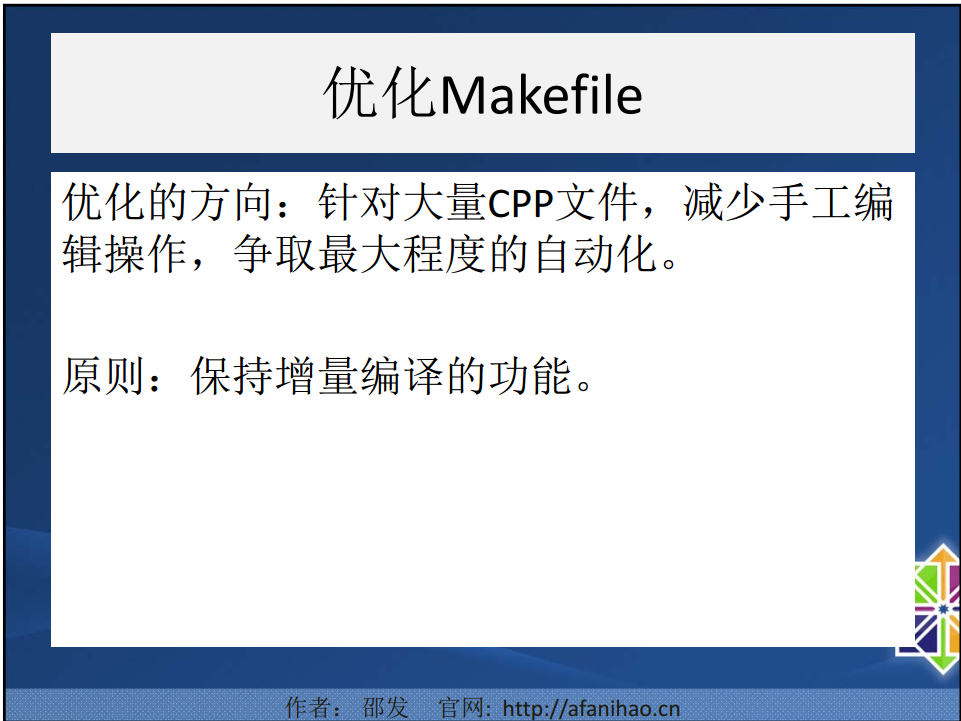 优化Makefile
优化的方向：针对大量CPP文件，减少手工编
辑操作，争取最大程度的自动化。
原则：保持增量编译的功能。
作者： 邵发 官网: http://afanihao.cn